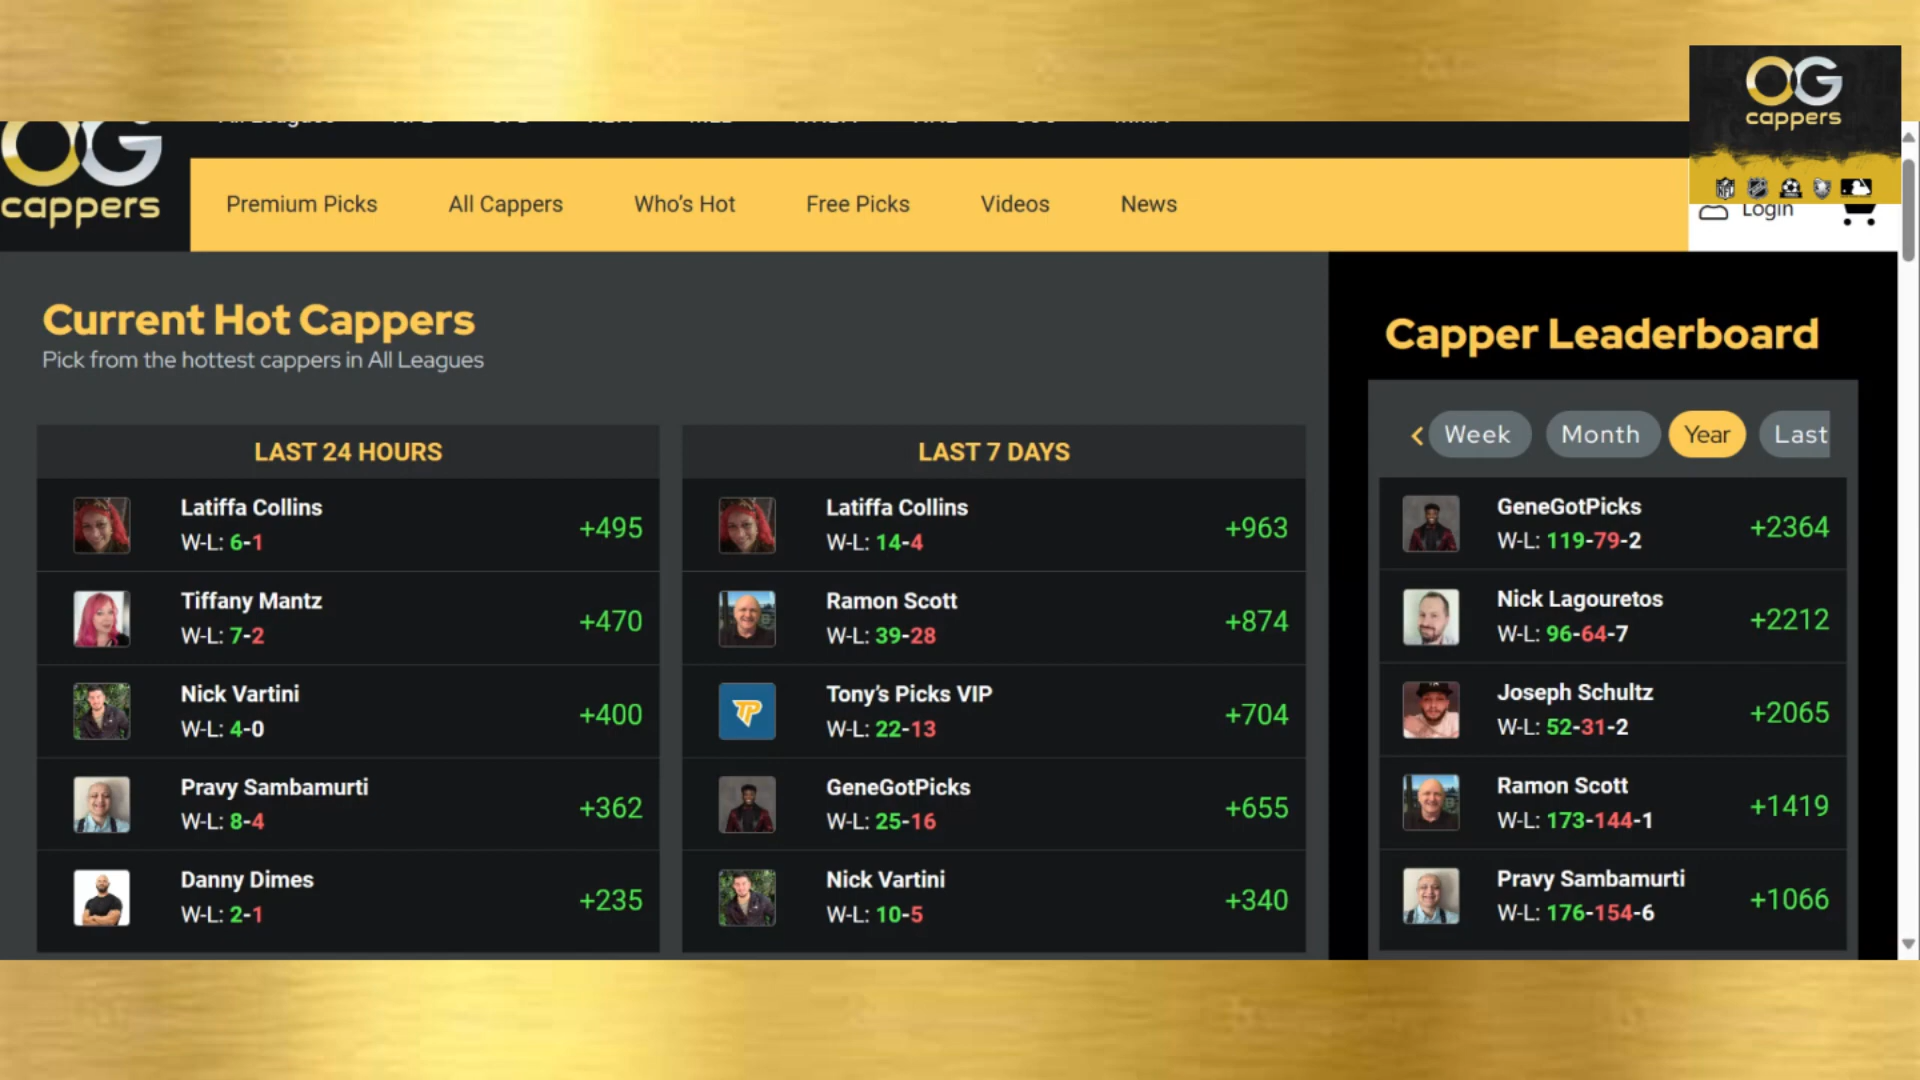 OG
cappers
OG
cappers
Premium Picks
All Cappers
Who's Hot
Free Picks
Videos
News
Login
Current Hot Cappers
Pick from the hottest cappers in All Leagues
LAST 24 HOURS
Latiffa Collins
W-L: 6-1
+495
Tiffany Mantz
W-L: 7-2
+470
Nick Vartini
W-L: 4-0
+400
Pravy Sambamurti
W-L: 8-4
+362
Danny Dimes
W-L: 2-1
+235
LAST 7 DAYS
Latiffa Collins
W-L: 14-4
+963
Ramon Scott
W-L: 39-28
+874
TP
Tony's Picks VIP
W-L: 22-13
+704
GeneGotPicks
W-L: 25-16
+655
Nick Vartini
W-L: 10-5
+340
Capper Leaderboard
Week
Month
Year
Last
GeneGotPicks
W-L: 119-79-2
+2364
Nick Lagouretos
W-L: 96-64-7
+2212
Joseph Schultz
W-L: 52-31-2
+2065
Ramon Scott
W-L: 173-144-1
+1419
Pravy Sambamurti
W-L: 176-154-6
+1066